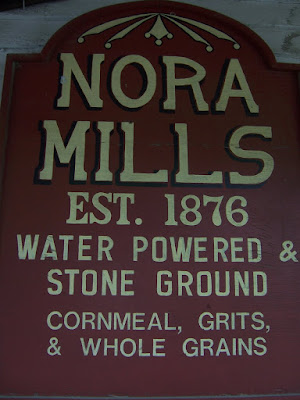 NORA
MILLS
EST. 1876
WATER POWERED &
STONE GROUND
CORNMEAL, GRITS,
& WHOLE GRAINS